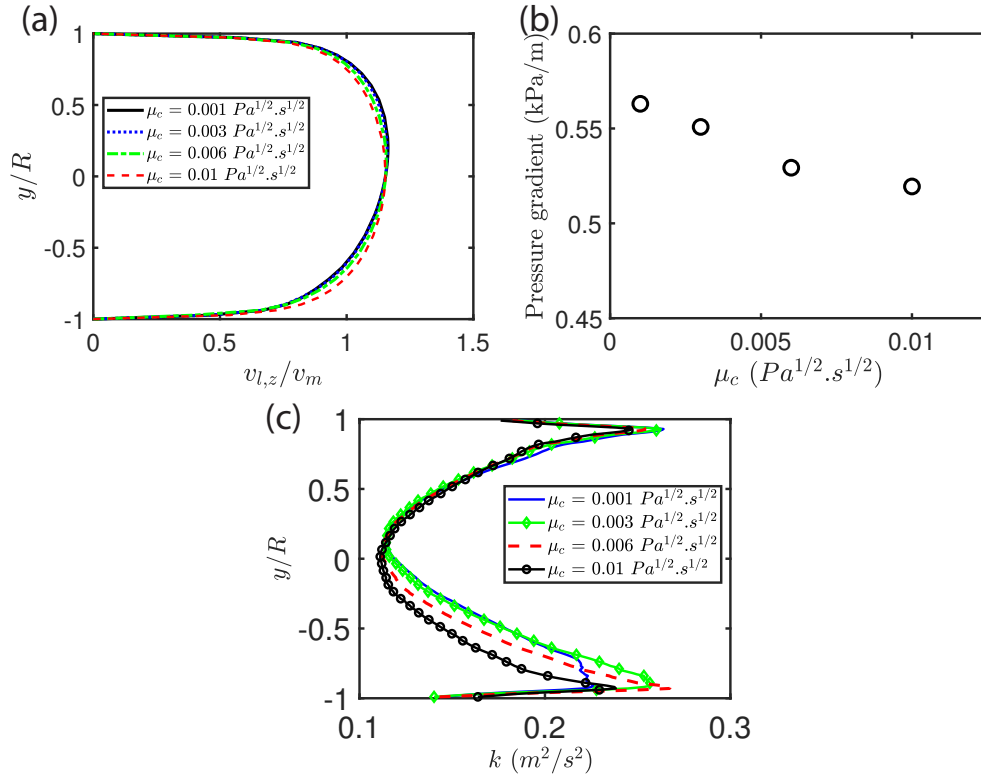 (a)
1
0.5
0
-0.5
-1
y/R
μc = 0.001 Pa^1/2.s^1/2
μc = 0.003 Pa^1/2.s^1/2
μc = 0.006 Pa^1/2.s^1/2
μc = 0.01 Pa^1/2.s^1/2
0
0.5
1
1.5
v_l,z/v_m
(b)
0.6
0.55
0.5
0.45
Pressure gradient (kPa/m)
0
0.005
0.01
μc (Pa^1/2.s^1/2)
(c)
1
0.5
0
-0.5
-1
y/R
μc = 0.001 Pa^1/2.s^1/2
μc = 0.003 Pa^1/2.s^1/2
μc = 0.006 Pa^1/2.s^1/2
μc = 0.01 Pa^1/2.s^1/2
0.1
0.2
0.3
k (m^2/s^2)